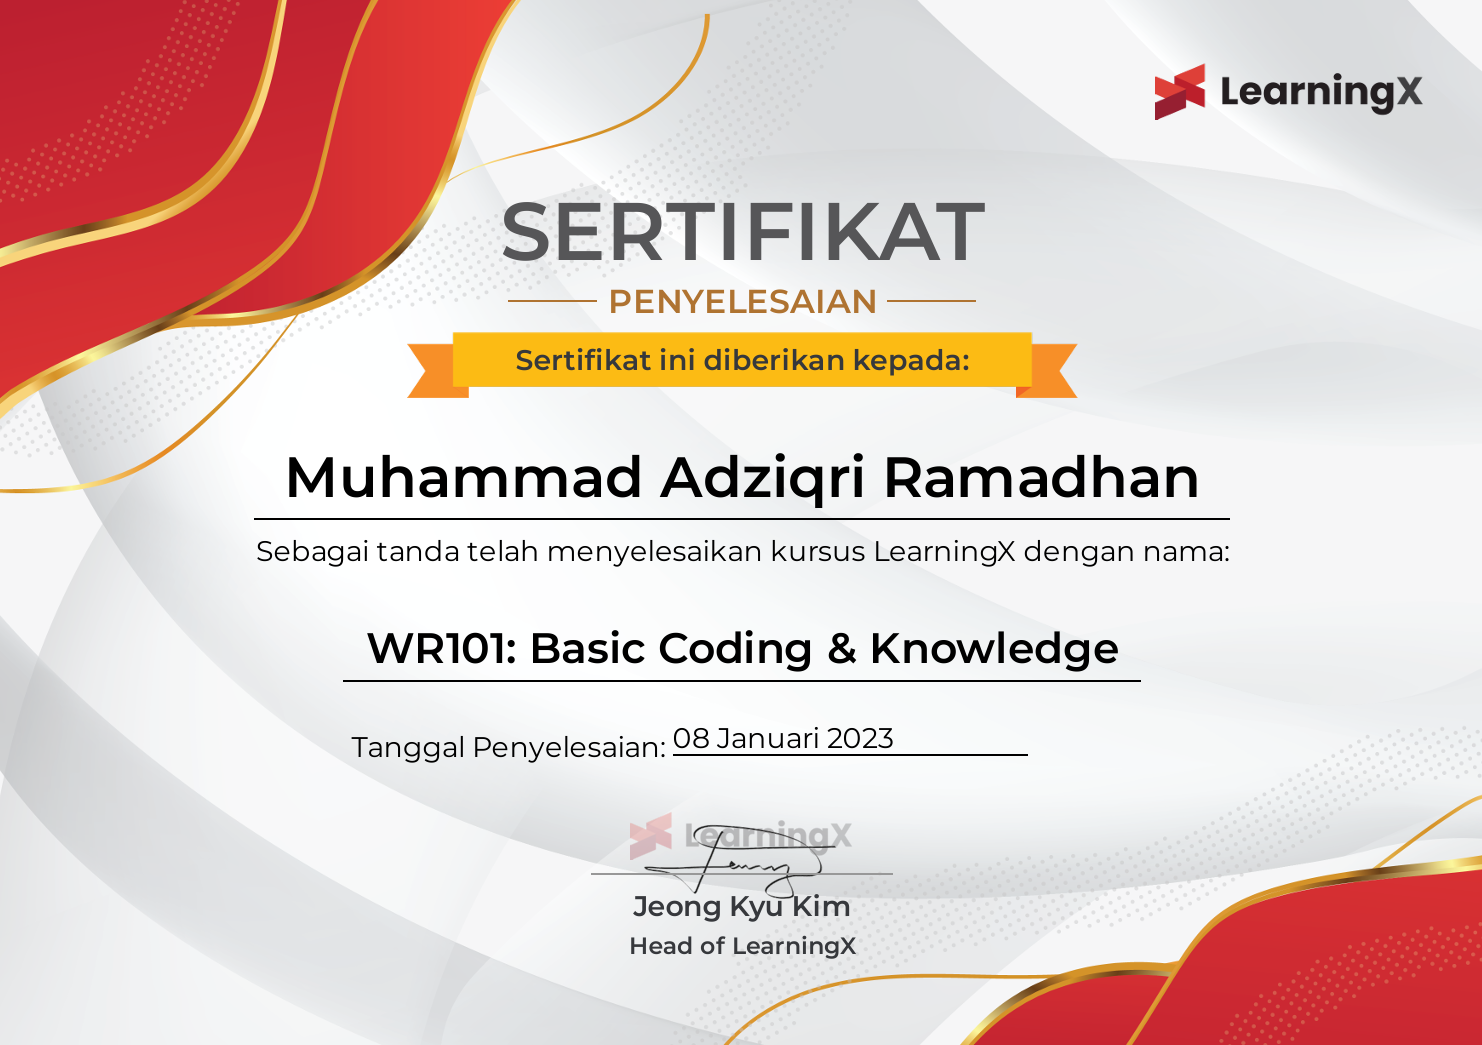 LearningX
SERTIFIKAT
PENYELESAIAN
Sertifikat ini diberikan kepada:
Muhammad Adziqri Ramadhan
Sebagai tanda telah menyelesaikan kursus LearningX dengan nama:
WR101: Basic Coding & Knowledge
Tanggal Penyelesaian: 08 Januari 2023
LearningX
Jeong Kyu Kim
Head of LearningX